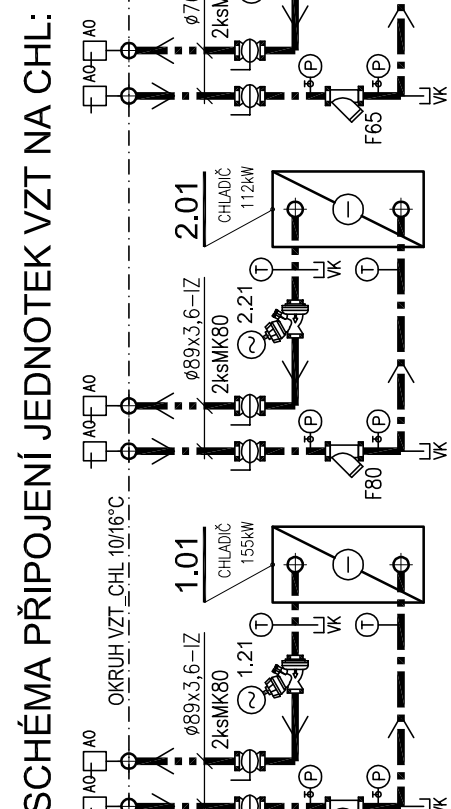 SCHÉMA PŘIPOJENÍ JEDNOTEK VZT NA CHL:
OKRUH VZT_CHL 10/16°C
AO
AO
2ksM
P
P
F65
VK
2.01
CHLADIČ
112kW
T
VK
T
ø89x3,6-IZ
2ksMK80
2.21
~
AO
AO
P
P
F80
VK
1.01
CHLADIČ
155kW
T
VK
T
ø89x3,6-IZ
2ksMK80
1.21
~
AO
AO
P
P
VK